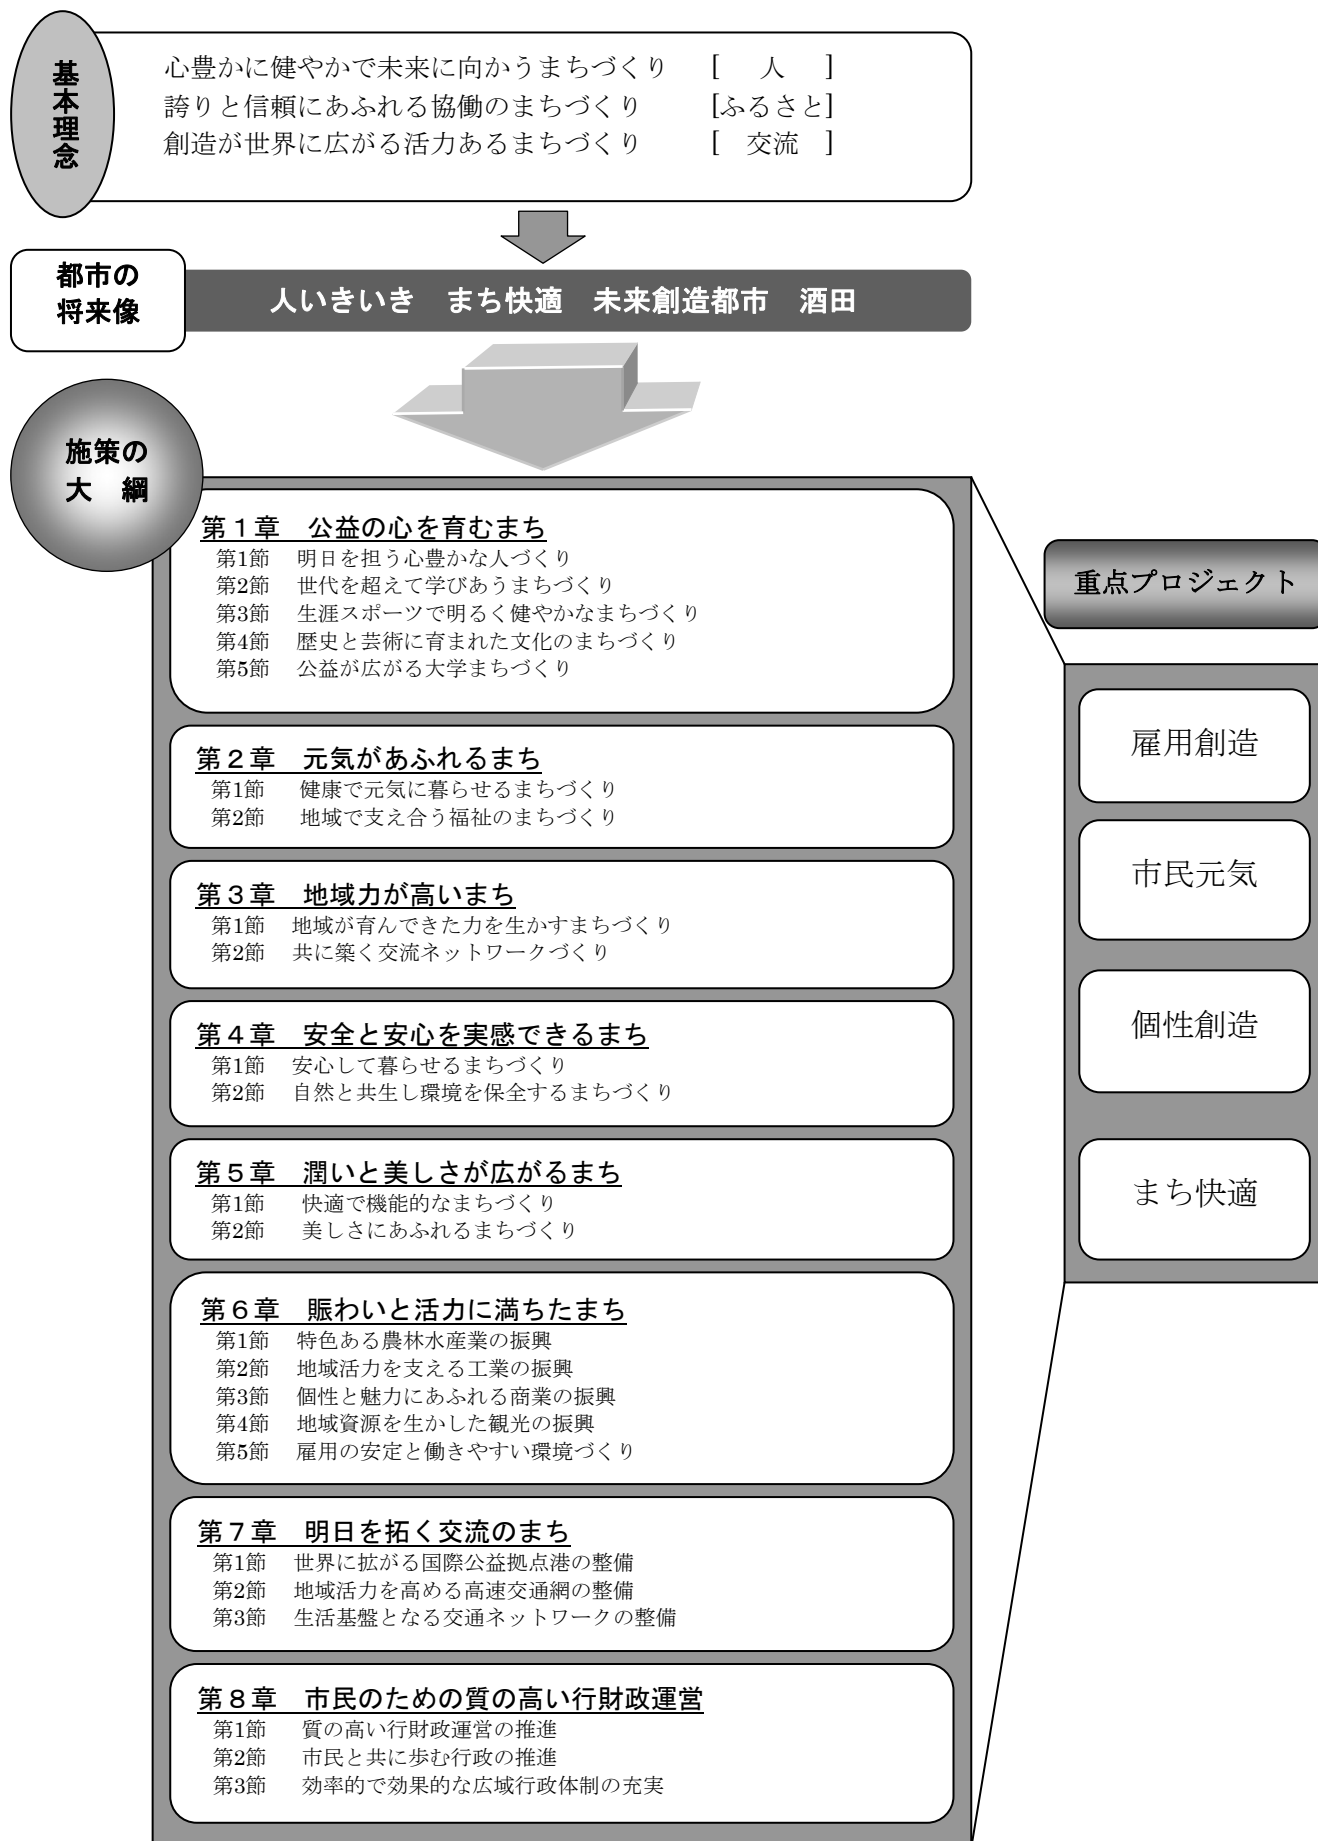 基本理念
心豊かに健やかで未来に向かうまちづくり [ 人 ]
誇りと信頼にあふれる協働のまちづくり [ふるさと]
創造が世界に広がる活力あるまちづくり [ 交流 ]
都市の
将来像
人いきいき まち快適 未来創造都市 酒田
施策の
大 綱
第1章 公益の心を育むまち
第1節 明日を担う心豊かな人づくり
第2節 世代を超えて学びあうまちづくり
第3節 生涯スポーツで明るく健やかなまちづくり
第4節 歴史と芸術に育まれた文化のまちづくり
第5節 公益が広がる大学まちづくり
第2章 元気があふれるまち
第1節 健康で元気に暮らせるまちづくり
第2節 地域で支え合う福祉のまちづくり
第3章 地域力が高いまち
第1節 地域が育んできた力を生かすまちづくり
第2節 共に築く交流ネットワークづくり
第4章 安全と安心を実感できるまち
第1節 安心して暮らせるまちづくり
第2節 自然と共生し環境を保全するまちづくり
第5章 潤いと美しさが広がるまち
第1節 快適で機能的なまちづくり
第2節 美しさにあふれるまちづくり
第6章 賑わいと活力に満ちたまち
第1節 特色ある農林水産業の振興
第2節 地域活力を支える工業の振興
第3節 個性と魅力にあふれる商業の振興
第4節 地域資源を生かした観光の振興
第5節 雇用の安定と働きやすい環境づくり
第7章 明日を拓く交流のまち
第1節 世界に拡がる国際公益拠点港の整備
第2節 地域活力を高める高速交通網の整備
第3節 生活基盤となる交通ネットワークの整備
第8章 市民のための質の高い行財政運営
第1節 質の高い行財政運営の推進
第2節 市民と共に歩む行政の推進
第3節 効率的で効果的な広域行政体制の充実
重点プロジェクト
雇用創造
市民元気
個性創造
まち快適